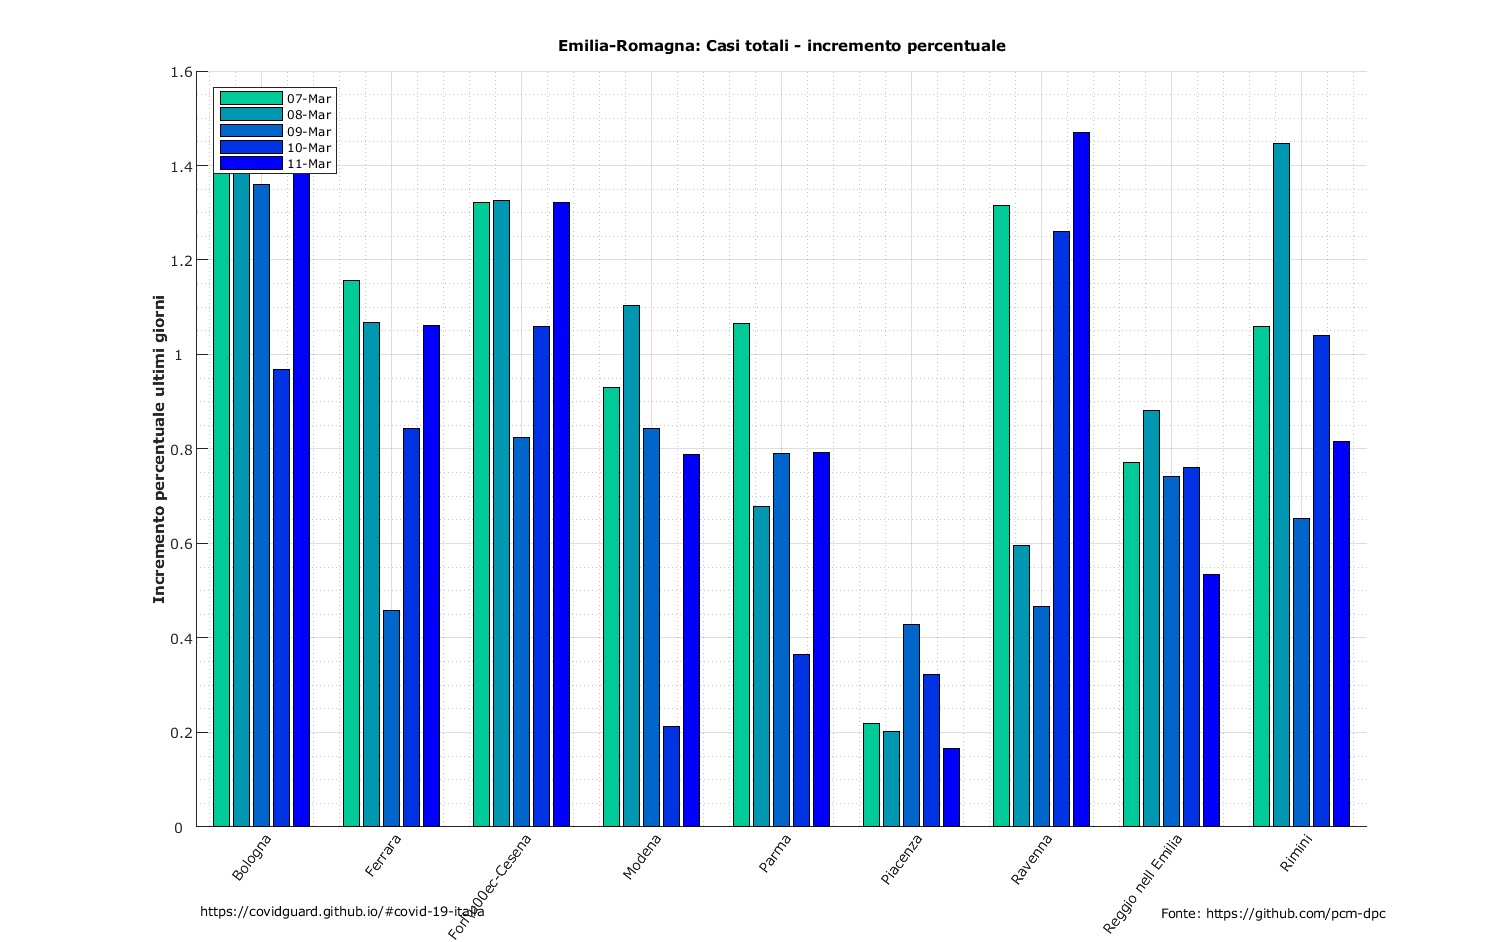 Emilia-Romagna: Casi totali - incremento percentuale
Incremento percentuale ultimi giorni
1.6
1.4
1.2
1
0.8
0.6
0.4
0.2
0
07-Mar
08-Mar
09-Mar
10-Mar
11-Mar
Bologna
Ferrara
Modena
Parma
Piacenza
Ravenna
Reggio nell Emilia
Rimini
https://covidguard.github.io/#covid-19-italia
Fonte: https://github.com/pcm-dpc